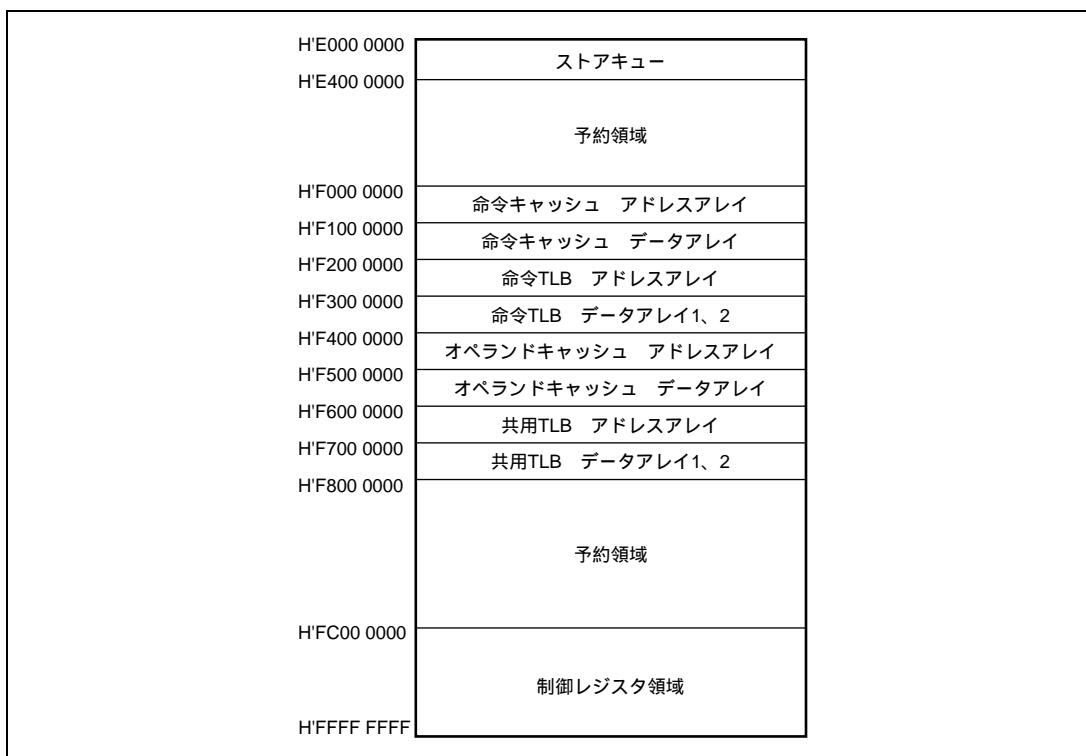 H'E000 0000
ストアキュー
H'E400 0000
予約領域
H'F000 0000
命令キャッシュ　アドレスアレイ
H'F100 0000
命令キャッシュ　データアレイ
H'F200 0000
命令TLB　アドレスアレイ
H'F300 0000
命令TLB　データアレイ1、2
H'F400 0000
オペランドキャッシュ　アドレスアレイ
H'F500 0000
オペランドキャッシュ　データアレイ
H'F600 0000
共用TLB　アドレスアレイ
H'F700 0000
共用TLB　データアレイ1、2
H'F800 0000
予約領域
H'FC00 0000
制御レジスタ領域
H'FFFF FFFF